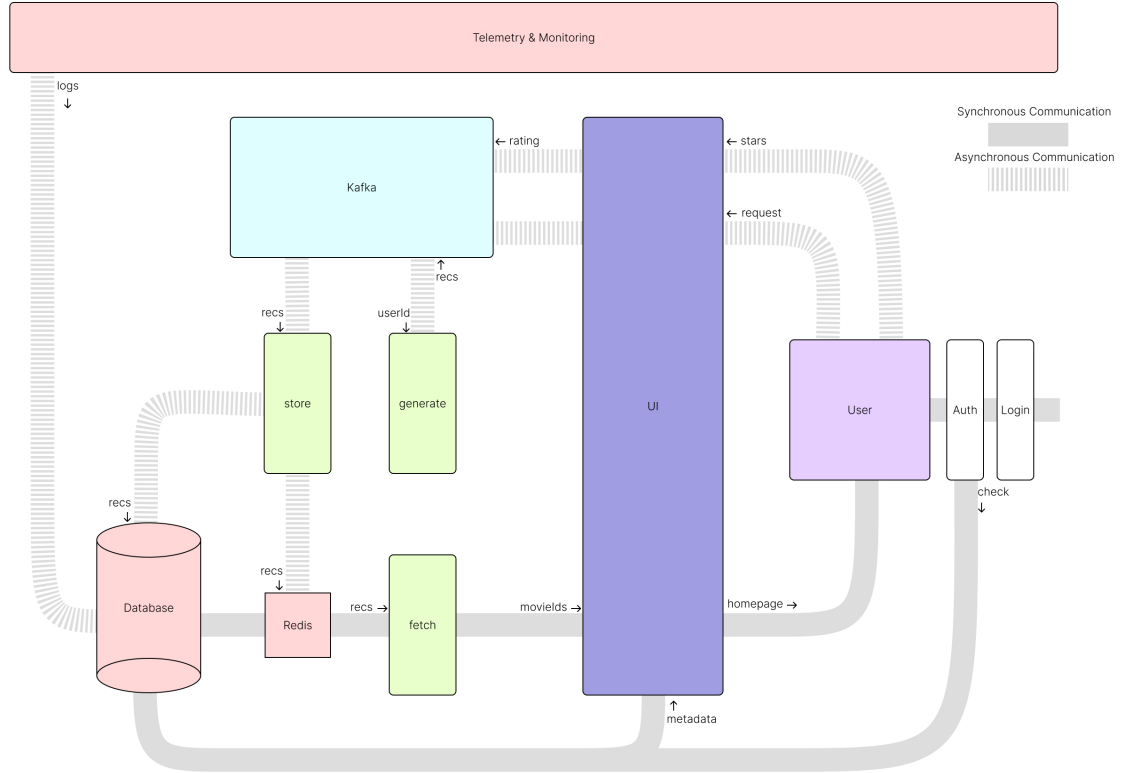 Telemetry & Monitoring
logs
↓
Synchronous Communication
Asynchronous Communication
← rating
← stars
Kafka
← request
↑
recs
recs
↓
userId
↓
store
generate
UI
User
Auth
Login
check
↓
recs
↓
recs
↓
Database
Redis
recs →
fetch
movieIds →
homepage →
↑
metadata